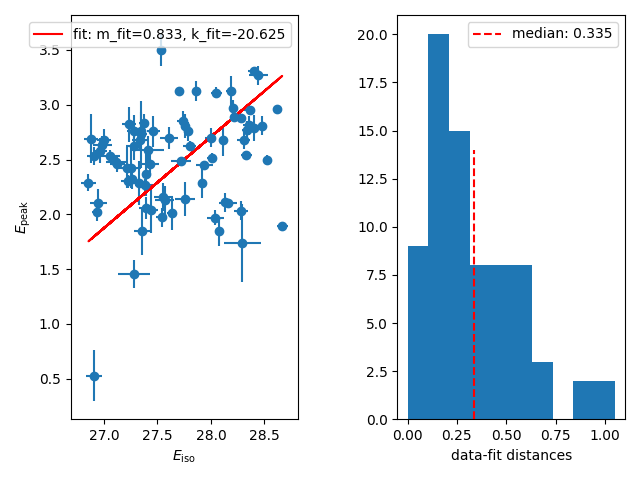 fit: m_fit=0.833, k_fit=-20.625
3.5
3.0
2.5
2.0
1.5
1.0
0.5
E_peak
27.0 27.5 28.0 28.5
E_iso
median: 0.335
20.0
17.5
15.0
12.5
10.0
7.5
5.0
2.5
0.0
0.00 0.25 0.50 0.75 1.00
data-fit distances